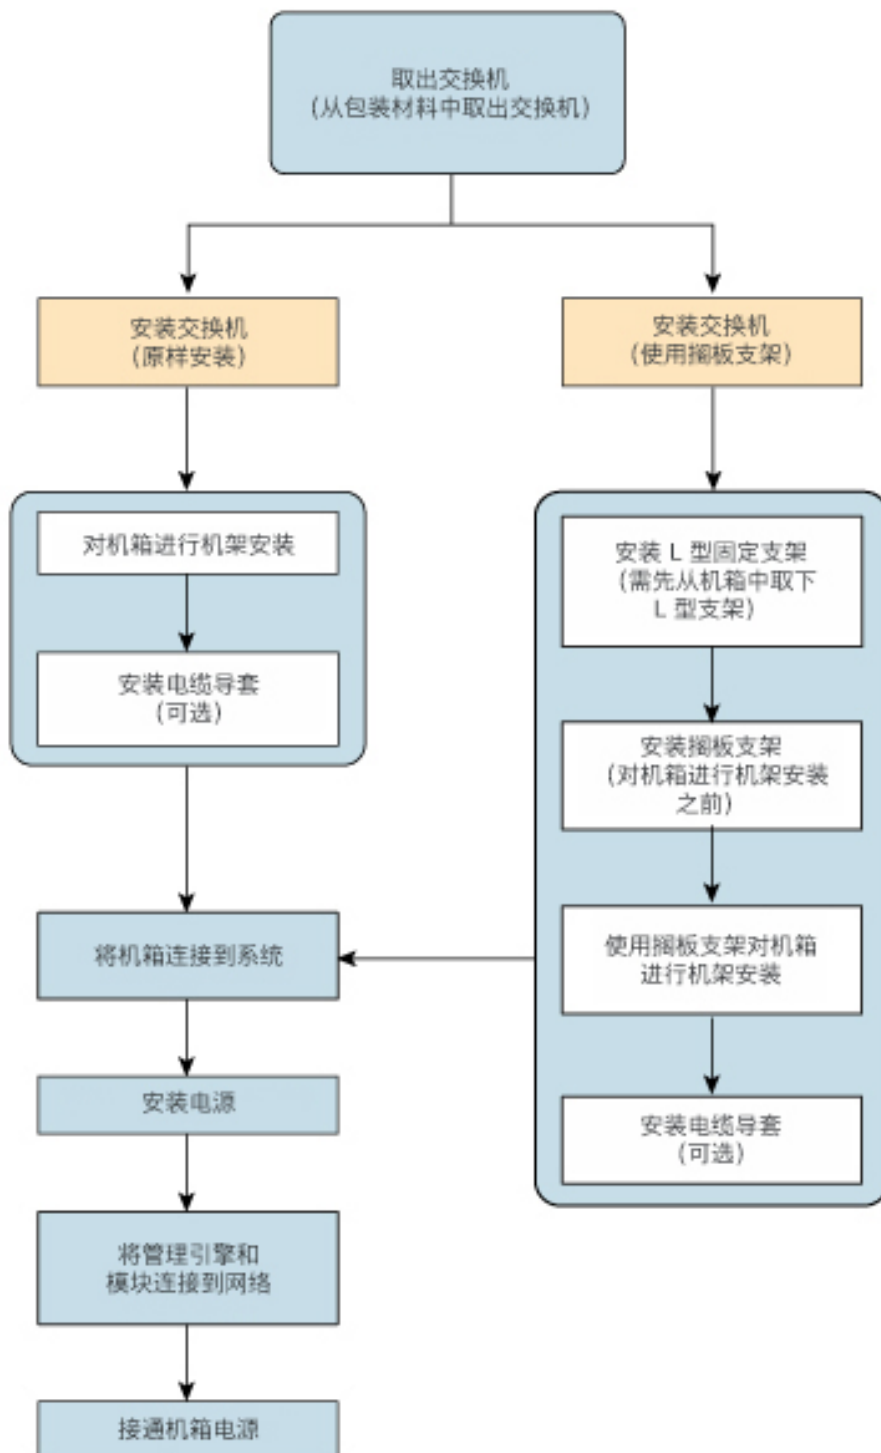 取出交换机
(从包装材料中取出交换机)
安装交换机
(原样安装)
对机箱进行机架安装
安装电缆导套
(可选)
安装交换机
(使用搁板支架)
安装 L 型固定支架
(需先从机箱中取下
L 型支架)
安装搁板支架
(对机箱进行机架安装
之前)
使用搁板支架对机箱
进行机架安装
安装电缆导套
(可选)
将机箱连接到系统
安装电源
将管理引擎和
模块连接到网络
接通机箱电源